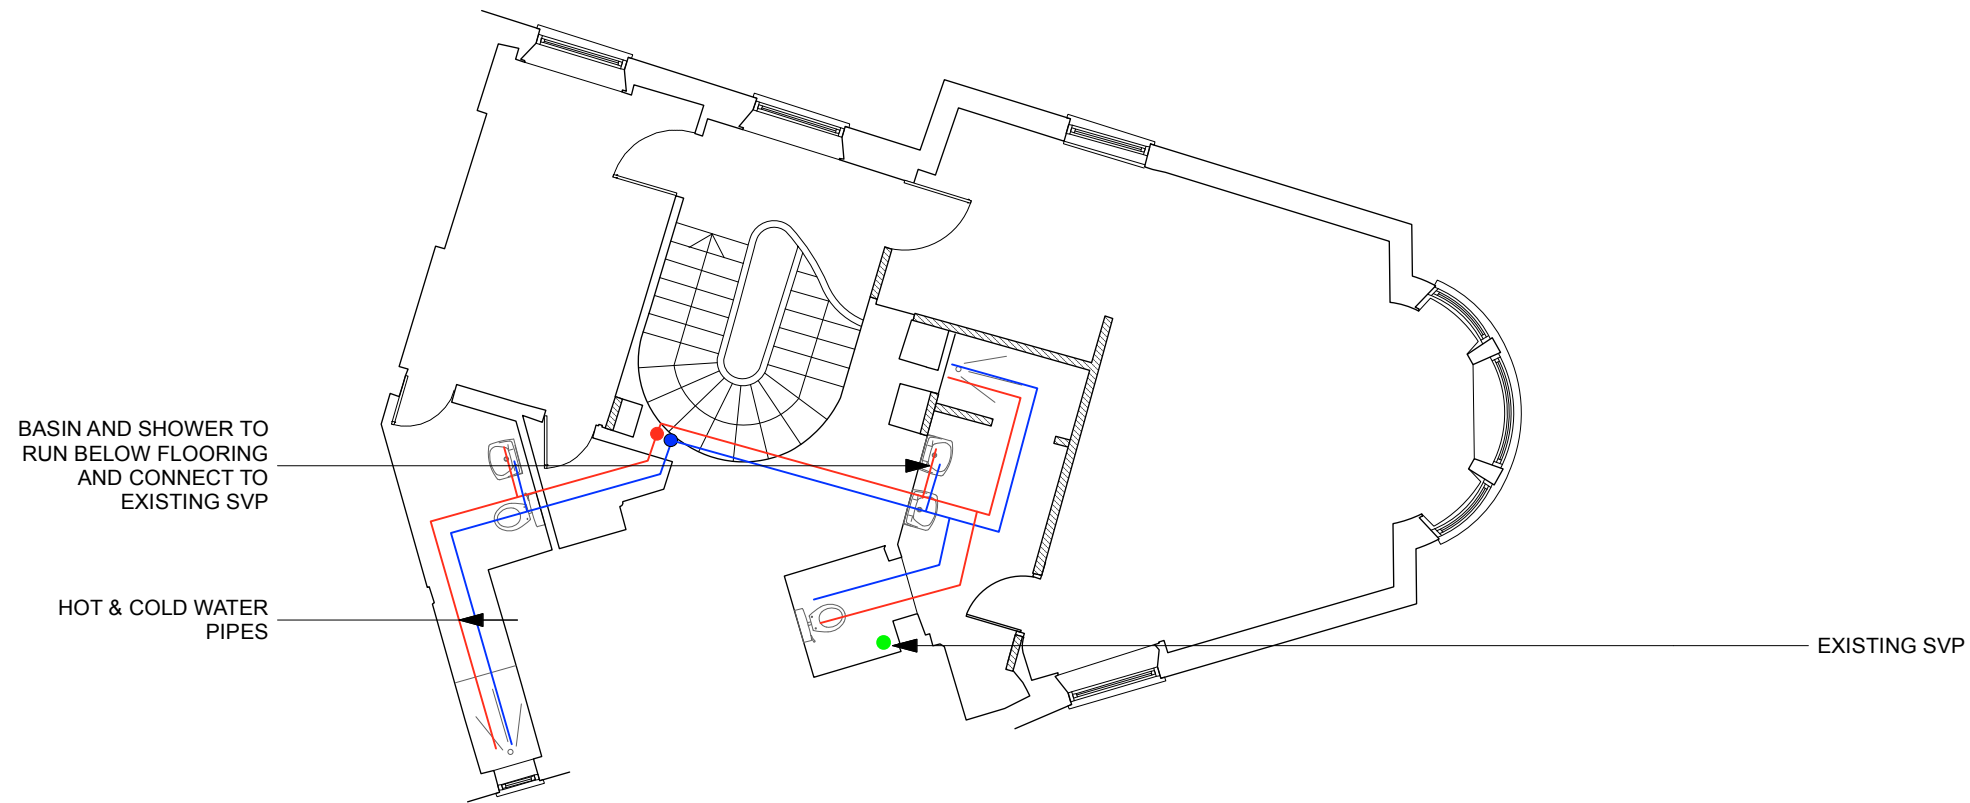 BASIN AND SHOWER TO
RUN BELOW FLOORING
AND CONNECT TO
EXISTING SVP
HOT & COLD WATER
PIPES
EXISTING SVP